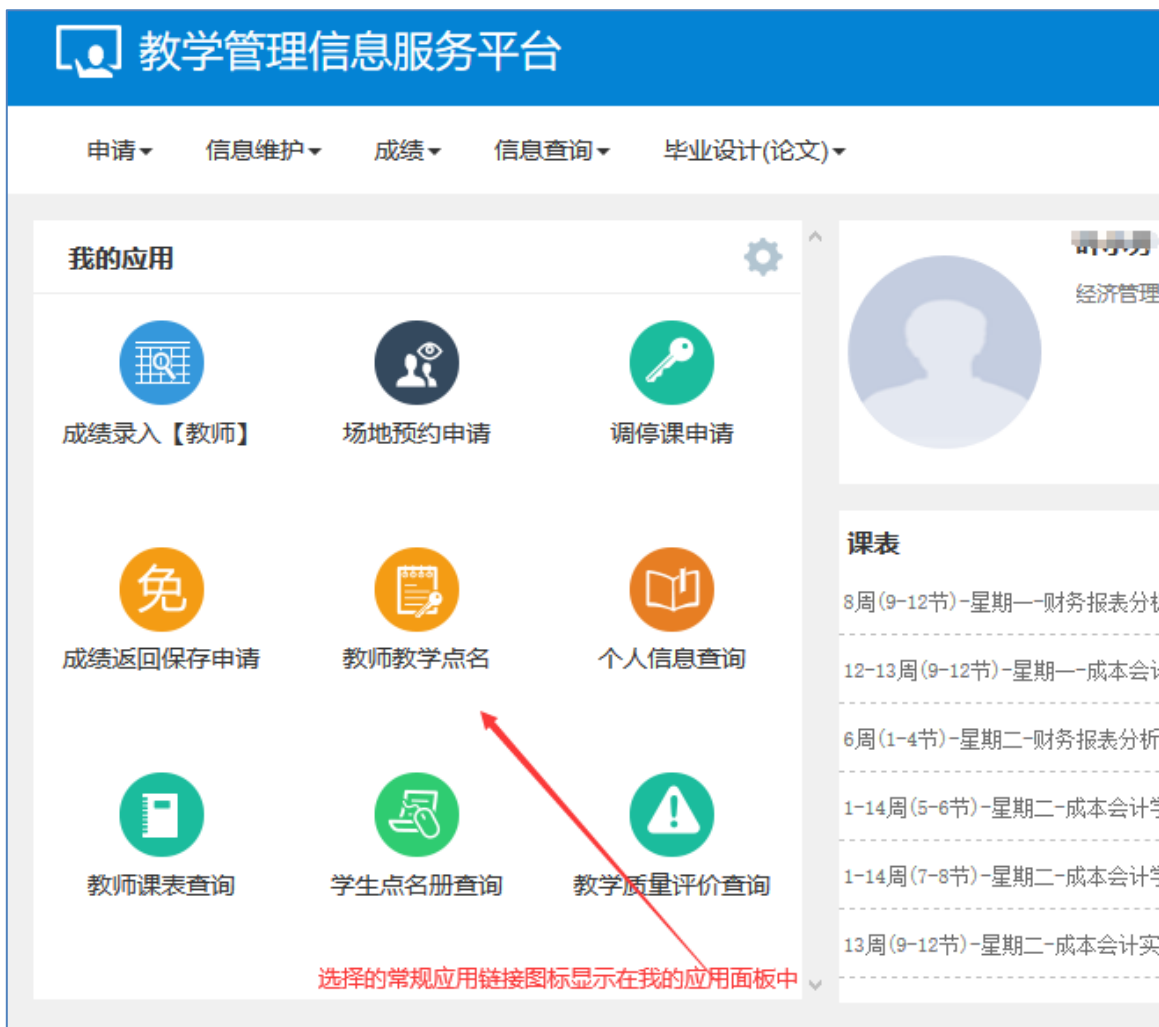 教学管理信息服务平台
申请 信息维护 成绩 信息查询 毕业设计(论文)
我的应用
成绩录入【教师】 场地预约申请 调停课申请
免
成绩返回保存申请 教师教学点名 个人信息查询
教师课表查询 学生点名册查询 教学质量评价查询
选择的常规应用链接图标显示在我的应用面板中
经济管理
课表
8周(9-12节)-星期一-财务报表分析
12-13周(9-12节)-星期一-成本会计
6周(1-4节)-星期二-财务报表分析
1-14周(5-6节)-星期二-成本会计学
1-14周(7-8节)-星期二-成本会计学
13周(9-12节)-星期二-成本会计实